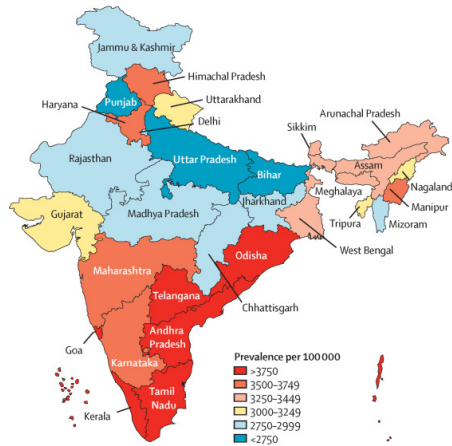 Jammu & Kashmir
Himachal Pradesh
Punjab
Uttarakhand
Haryana
Delhi
Arunachal Pradesh
Sikkim
Rajasthan
Uttar Pradesh
Bihar
Assam
Nagaland
Meghalaya
Jharkhand
Manipur
Gujarat
Madhya Pradesh
Tripura
Mizoram
West Bengal
Odisha
Maharashtra
Chhattisgarh
Telangana
Goa
Andhra
Pradesh
Karnataka
Kerala
Tamil
Nadu
Prevalence per 100 000
>3750
3500–3749
3250–3449
3000–3249
2750–2999
<2750